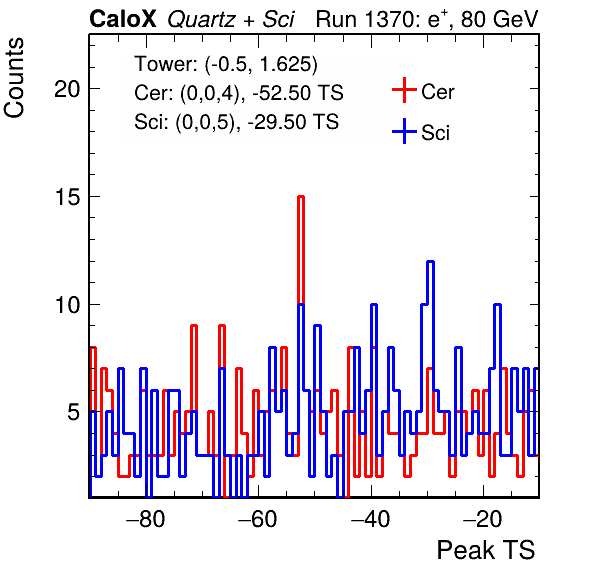 CaloX Quartz + Sci Run 1370: e⁺, 80 GeV
Counts
Tower: (-0.5, 1.625)
Cer: (0,0,4), -52.50 TS
Sci: (0,0,5), -29.50 TS
Cer
Sci
20
15
10
5
−80 −60 −40 −20
Peak TS